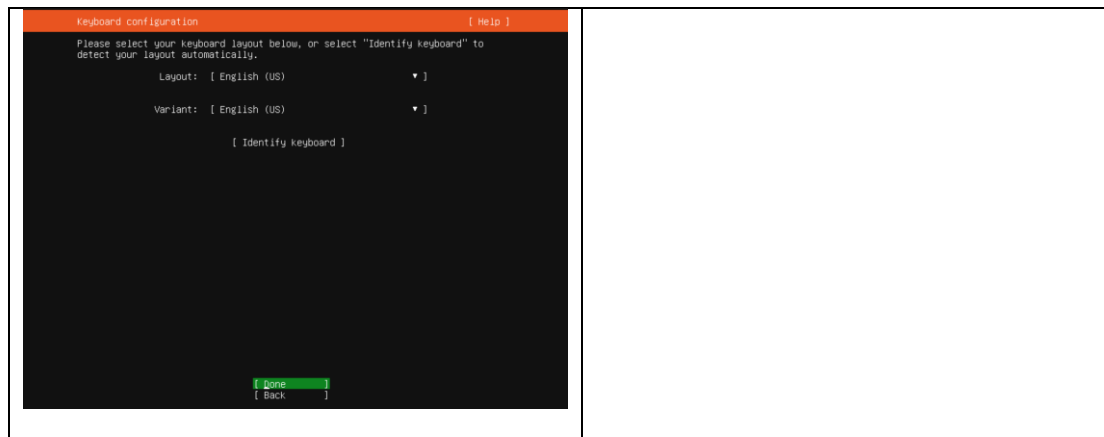 Keyboard configuration [ Help ]
Please select your keyboard layout below, or select "Identify keyboard" to
detect your layout automatically.
Layout: [ English (US) ▾ ]
Variant: [ English (US) ▾ ]
[ Identify keyboard ]
[ Done ]
[ Back ]